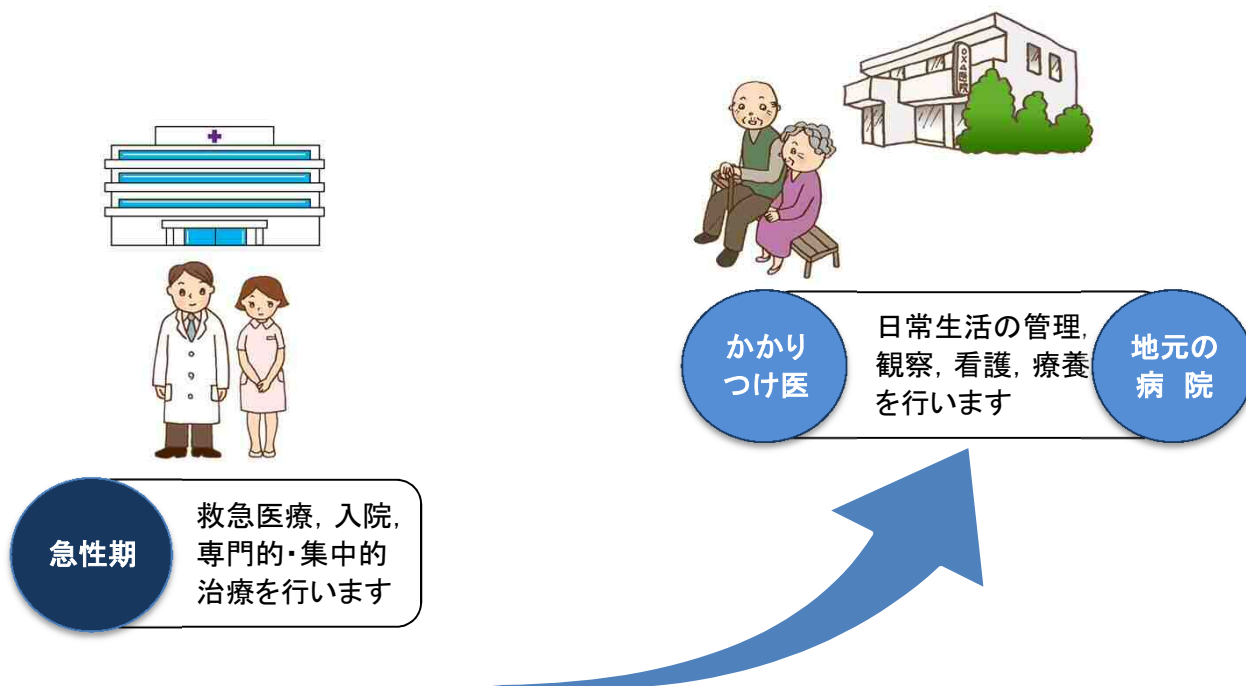 ○×△医院
かかり
つけ医
日常生活の管理,
観察, 看護, 療養
を行います
地元の
病 院
急性期
救急医療, 入院,
専門的・集中的
治療を行います